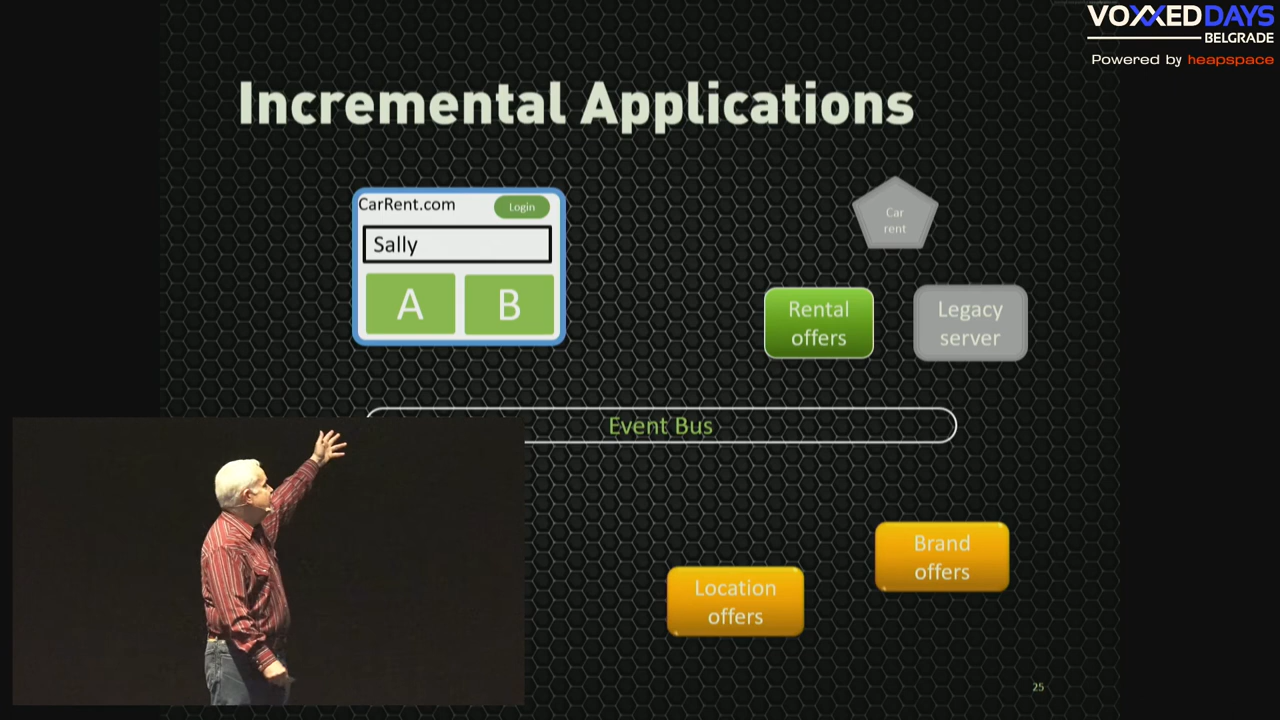 VOXXED DAYS
BELGRADE
Powered by heapspace
Incremental Applications
CarRent.com
Login
Sally
A
B
Car
rent
Rental
offers
Legacy
server
Event Bus
Brand
offers
Location
offers
25